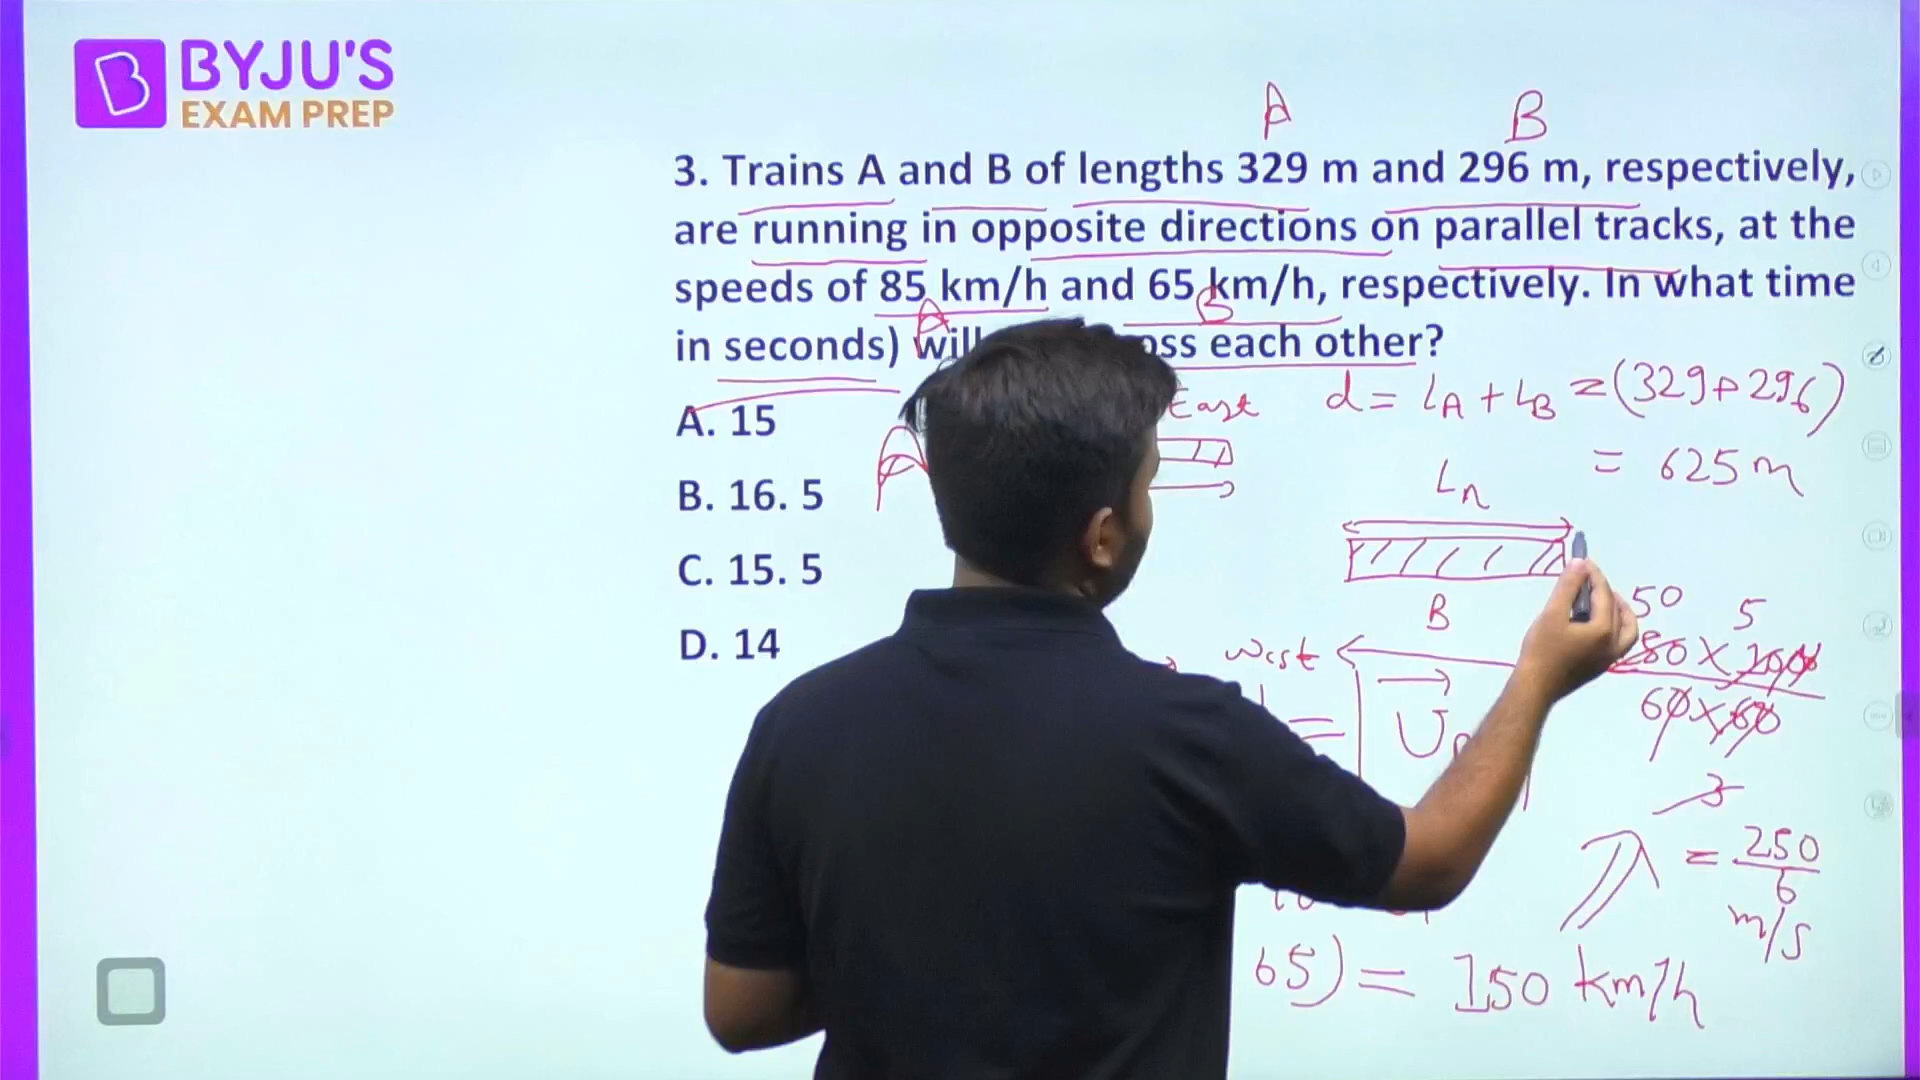 BYJU'S
EXAM PREP
A B
3. Trains A and B of lengths 329 m and 296 m, respectively,
are running in opposite directions on parallel tracks, at the
speeds of 85 km/h and 65 km/h, respectively. In what time
A B
in seconds) will oss each other?
A. 15
B. 16. 5
C. 15. 5
D. 14
A
East
d = LA + LB = (329+296)
= 625 m
B
West
50 5
60 x 60
3
= 250
6
m/s
65) = 150 km/h